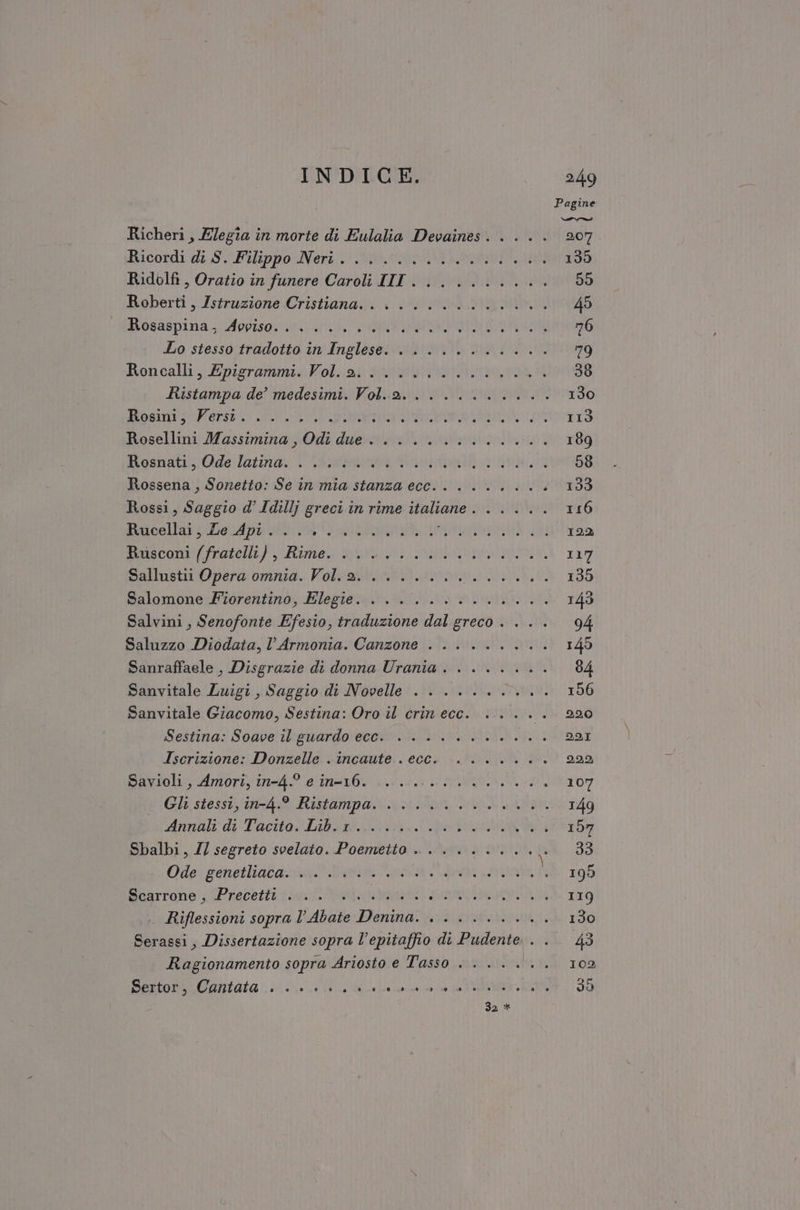 INDICE. 249
Pagine
Richeri , Elegia in morte di Eulalia Devaines . . . . . 207
Ricordi di S. Filippo Neri . . . . . . . . . . . . . . 135
Ridolfi , Oratio in funere Caroli III . . . . . . . . . . 55
Roberti , Istruzione Cristiana. . . . . . . . . . . . . . 45
Rosaspina , Avviso. . . . . . . . . . . . . . . . . . 76
Lo stesso tradotto in Inglese. . . . . . . . . . . . 79
Roncalli , Epigrammi. Vol. 2. . . . . . . . . . . . . . 38
Ristampa de' medesimi. Vol. 2. . . . . . . . . . . 130
Rosini , Versi . . . . . . . . . . . . . . . . . . . . 113
Rosellini Massimina , Odi due . . . . . . . . . . . . 189
Rosnati , Ode latina. . . . . . . . . . . . . . . . . . 58
Rossena , Sonetto: Se in mia stanza ecc. . . . . . . . . 133
Rossi , Saggio d' Idillj greci in rime italiane . . . . . . 116
Rucellai , Le Api . . . . . . . . . . . . . . . . . . . 122
Rusconi (fratelli) , Rime. . . . . . . . . . . . . . . . 117
Sallustii Opera omnia. Vol. 2. . . . . . . . . . . . . . 135
Salomone Fiorentino, Elegie. . . . . . . . . . . . . . 143
Salvini , Senofonte Efesio, traduzione dal greco . . . . 94
Saluzzo Diodata, l'Armonia. Canzone . . . . . . . . . 145
Sanraffaele , Disgrazie di donna Urania . . . . . . . . 84
Sanvitale Luigi , Saggio di Novelle . . . . . . . . . . 156
Sanvitale Giacomo, Sestina: Oro il crin ecc. . . . . . . 220
Sestina: Soave il guardo ecc. . . . . . . . . . . . 221
Iscrizione: Donzelle . incaute . ecc. . . . . . . . . 222
Savioli , Amori, in-4.º e in-16. . . . . . . . . . . . . 107
Gli stessi, in-4.º Ristampa. . . . . . . . . . . . . 149
Annali di Tacito. Lib. 1 . . . . . . . . . . . . . . 157
Sbalbi , Il segreto svelato. Poemetto . . . . . . . . . . 33
Ode genetliaca. . . . . . . . . . . . . . . . . . . 195
Scarrone , Precetti . . . . . . . . . . . . . . . . . . 119
Riflessioni sopra l'Abate Denina. . . . . . . . . . . 130
Serassi , Dissertazione sopra l'epitaffio di Pudente . . . 43
Ragionamento sopra Ariosto e Tasso . . . . . . . . 102
Sertor , Cantata . . . . . . . . . . . . . . . . . . . 35
32 *